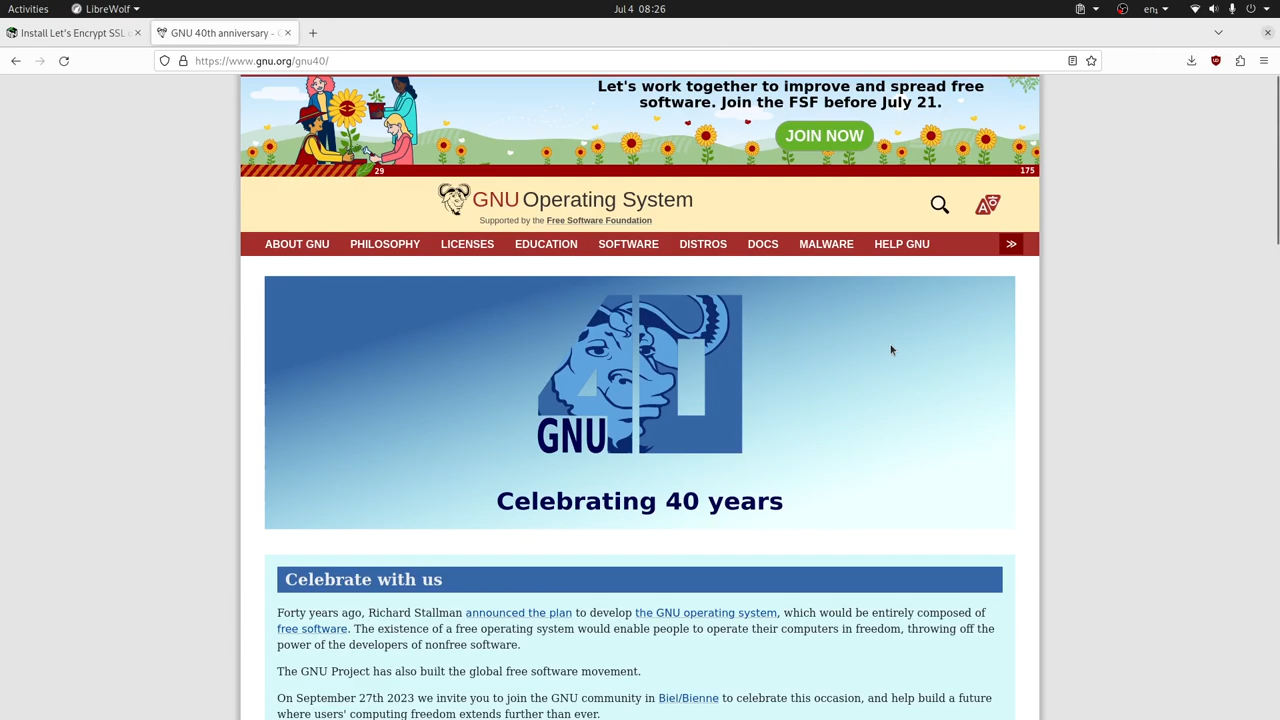 Activities
LibreWolf
Jul 4 08:26
en₁
Install Let's Encrypt SSL
GNU 40th anniversary -
https://www.gnu.org/gnu40/
Let's work together to improve and spread free
software. Join the FSF before July 21.
JOIN NOW
29
175
GNU Operating System
Supported by the Free Software Foundation
ABOUT GNU PHILOSOPHY LICENSES EDUCATION SOFTWARE DISTROS DOCS MALWARE HELP GNU ≫
40
GNU
Celebrating 40 years
Celebrate with us
Forty years ago, Richard Stallman announced the plan to develop the GNU operating system, which would be entirely composed of
free software. The existence of a free operating system would enable people to operate their computers in freedom, throwing off the
power of the developers of nonfree software.
The GNU Project has also built the global free software movement.
On September 27th 2023 we invite you to join the GNU community in Biel/Bienne to celebrate this occasion, and help build a future
where users' computing freedom extends further than ever.